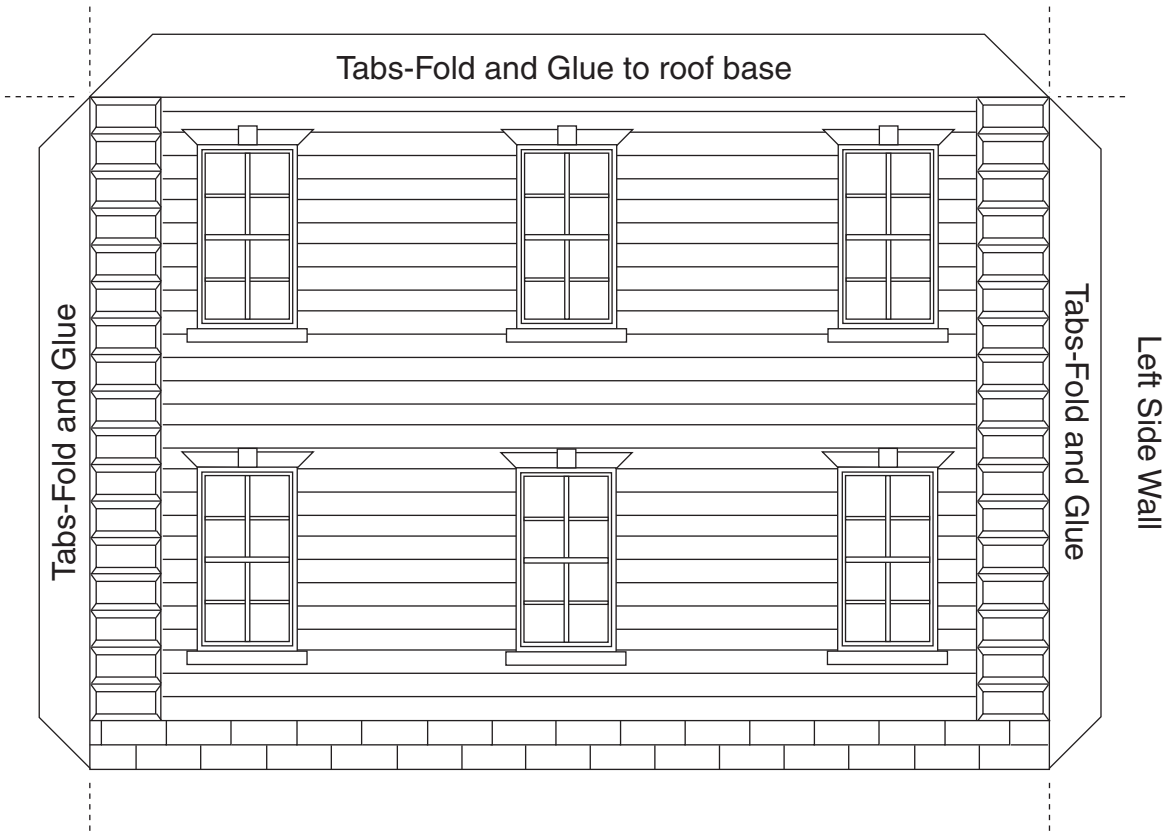 Tabs-Fold and Glue to roof base
Tabs-Fold and Glue
Tabs-Fold and Glue
Left Side Wall